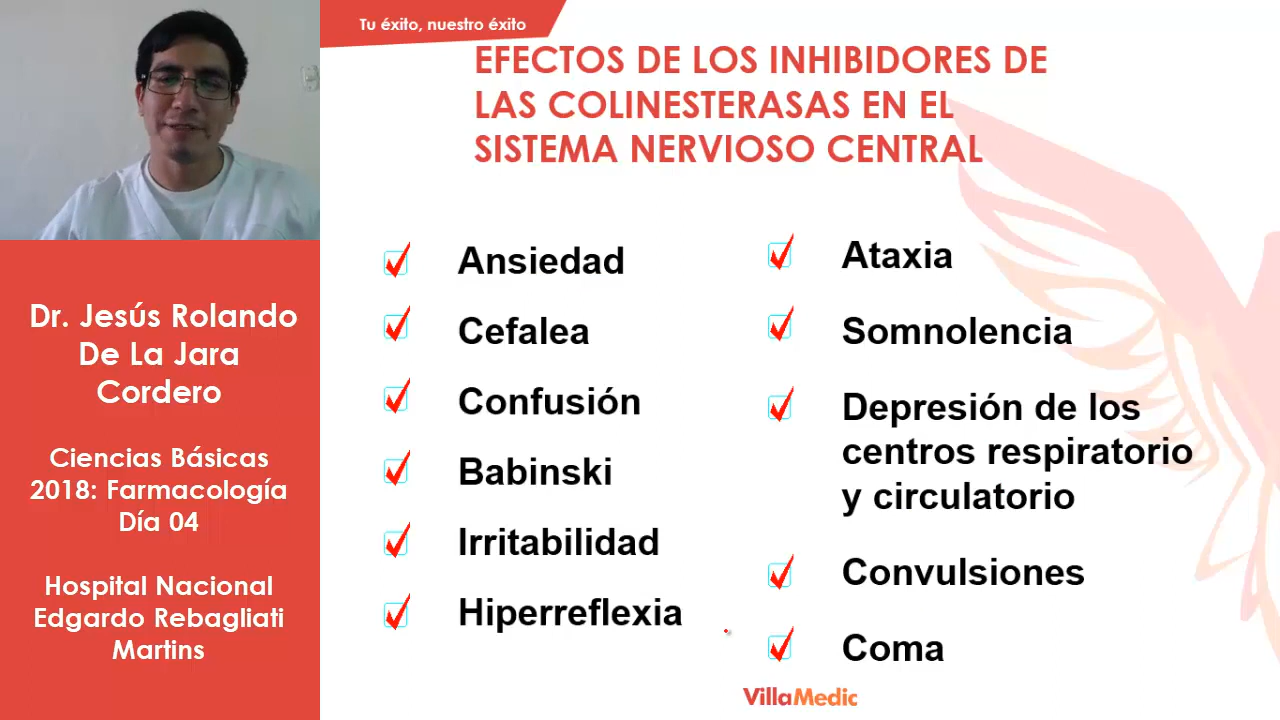 Tu éxito, nuestro éxito
EFECTOS DE LOS INHIBIDORES DE
LAS COLINESTERASAS EN EL
SISTEMA NERVIOSO CENTRAL
Dr. Jesús Rolando
De La Jara
Cordero
Ciencias Básicas
2018: Farmacología
Día 04
Hospital Nacional
Edgardo Rebagliati
Martins
Ansiedad
Cefalea
Confusión
Babinski
Irritabilidad
Hiperreflexia
Ataxia
Somnolencia
Depresión de los
centros respiratorio
y circulatorio
Convulsiones
Coma
VillaMedic